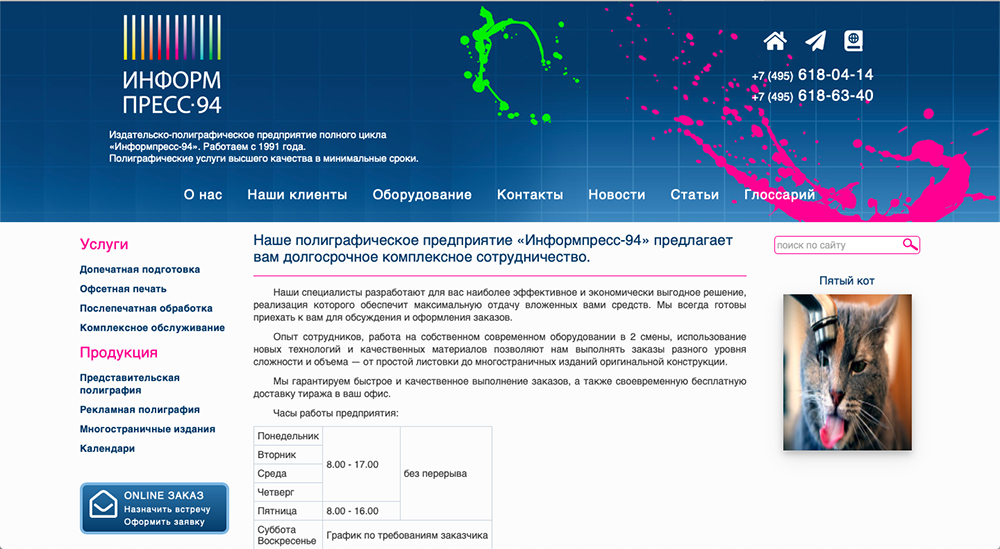 ИНФОРМ
ПРЕСС·94
Издательско-полиграфическое предприятие полного цикла
«Информпресс-94». Работаем с 1991 года.
Полиграфические услуги высшего качества в минимальные сроки.
+7 (495) 618-04-14
+7 (495) 618-63-40
О нас Наши клиенты Оборудование Контакты Новости Статьи Глоссарий
Услуги
Допечатная подготовка
Офсетная печать
Послепечатная обработка
Комплексное обслуживание
Продукция
Представительская
полиграфия
Рекламная полиграфия
Многостраничные издания
Календари
ONLINE ЗАКАЗ
Назначить встречу
Оформить заявку
Наше полиграфическое предприятие «Информпресс-94» предлагает
вам долгосрочное комплексное сотрудничество.
Наши специалисты разработают для вас наиболее эффективное и экономически выгодное решение,
реализация которого обеспечит максимальную отдачу вложенных вами средств. Мы всегда готовы
приехать к вам для обсуждения и оформления заказов.
Опыт сотрудников, работа на собственном современном оборудовании в 2 смены, использование
новых технологий и качественных материалов позволяют нам выполнять заказы разного уровня
сложности и объема — от простой листовки до многостраничных изданий оригинальной конструкции.
Мы гарантируем быстрое и качественное выполнение заказов, а также своевременную бесплатную
доставку тиража в ваш офис.
Часы работы предприятия:
Понедельник
Вторник
Среда
Четверг
8.00 - 17.00
без перерыва
Пятница 8.00 - 16.00
Суббота
Воскресенье
График по требованиям заказчика
поиск по сайту
Пятый кот